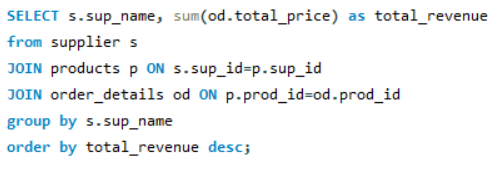 SELECT s.sup_name, sum(od.total_price) as total_revenue
from supplier s
JOIN products p ON s.sup_id=p.sup_id
JOIN order_details od ON p.prod_id=od.prod_id
group by s.sup_name
order by total_revenue desc;